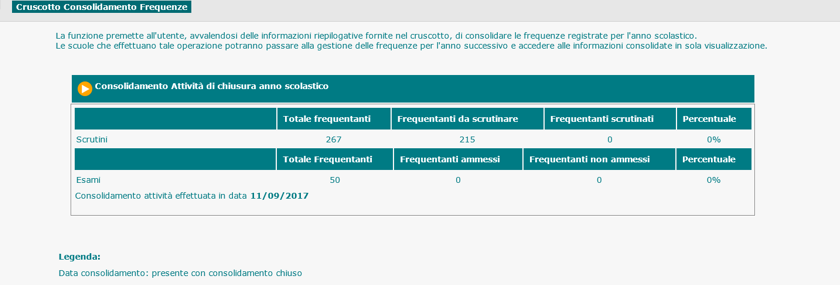 Cruscotto Consolidamento Frequenze
La funzione premette all'utente, avvalendosi delle informazioni riepilogative fornite nel cruscotto, di consolidare le frequenze registrate per l'anno scolastico.
Le scuole che effettuano tale operazione potranno passare alla gestione delle frequenze per l'anno successivo e accedere alle informazioni consolidate in sola visualizzazione.
Consolidamento Attività di chiusura anno scolastico
Totale frequentanti Frequentanti da scrutinare Frequentanti scrutinati Percentuale
Scrutini 267 215 0 0%
Totale Frequentanti Frequentanti ammessi Frequentanti non ammessi Percentuale
Esami 50 0 0 0%
Consolidamento attività effettuata in data 11/09/2017
Legenda:
Data consolidamento: presente con consolidamento chiuso